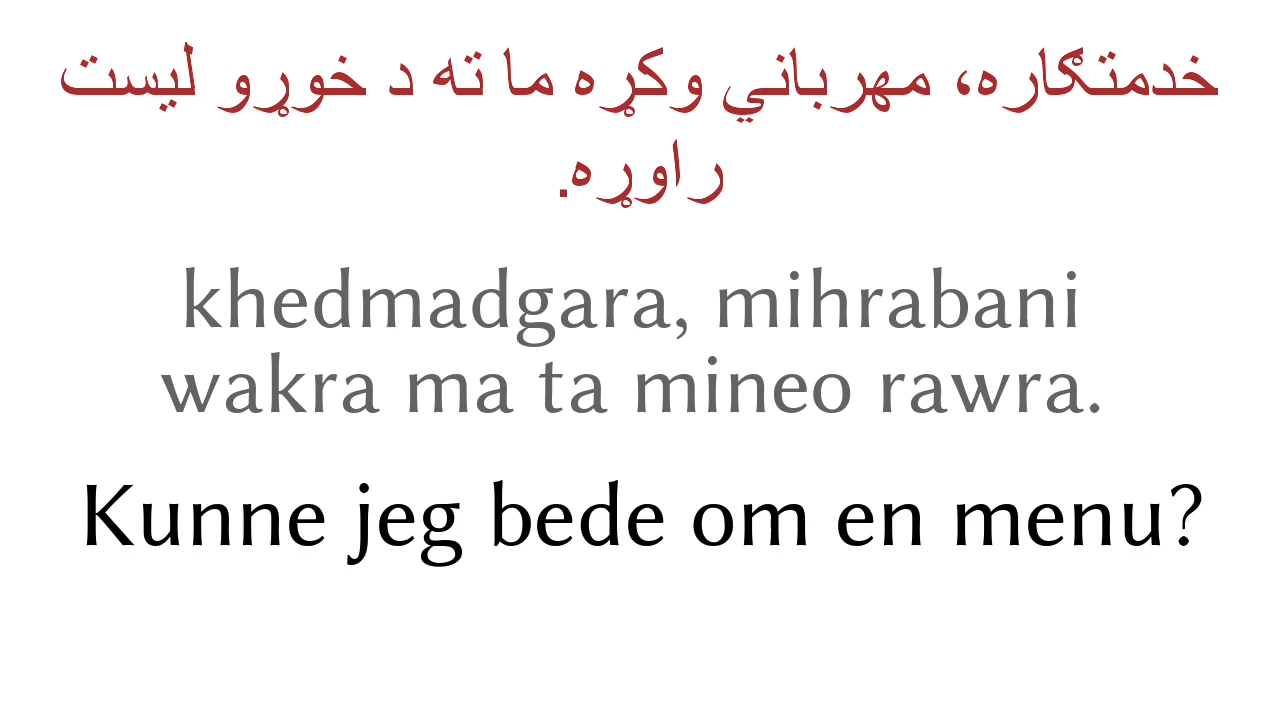 خدمتګاره، مهرباني وکړه ما ته د خوړو لیست
راوړه.
khedmadgara, mihrabani
wakra ma ta mineo rawra.
Kunne jeg bede om en menu?